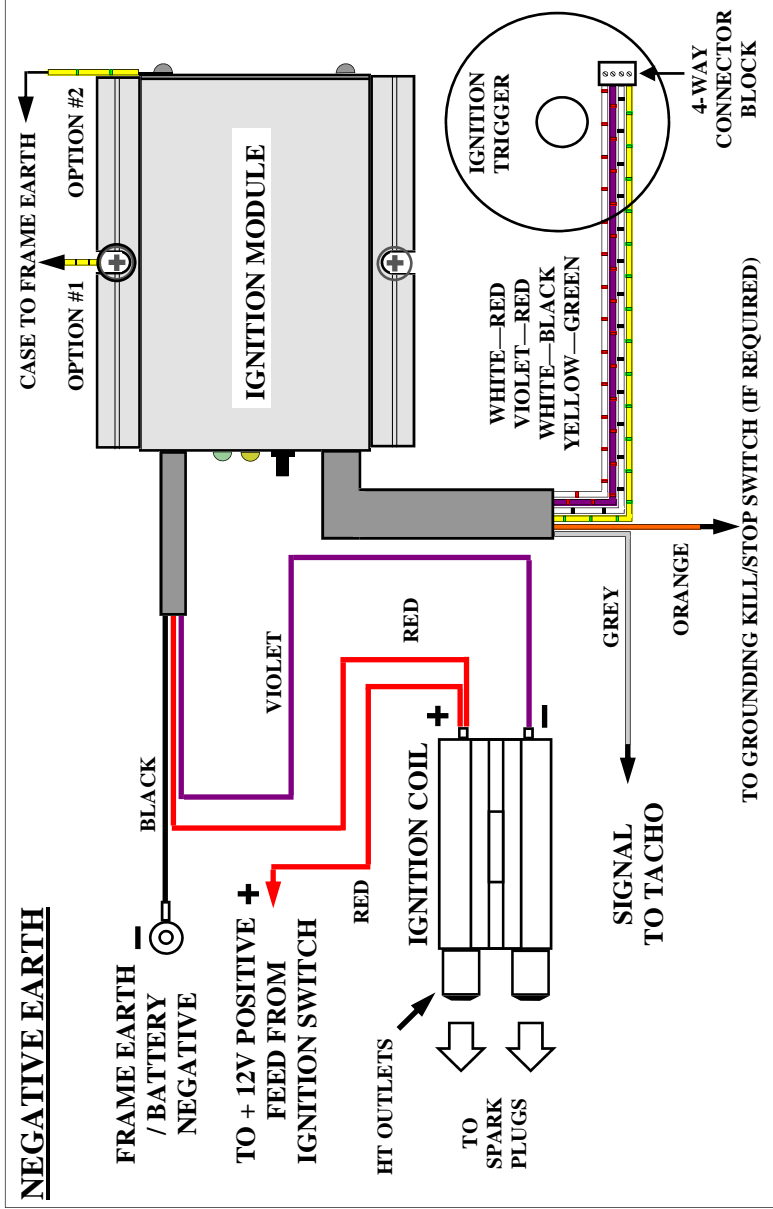 NEGATIVE EARTH
FRAME EARTH
/ BATTERY
NEGATIVE
−
BLACK
TO + 12V POSITIVE
FEED FROM
IGNITION SWITCH
+
RED
VIOLET
RED
HT OUTLETS
TO
SPARK
PLUGS
IGNITION COIL
+
−
SIGNAL
TO TACHO
GREY
ORANGE
TO GROUNDING KILL/STOP SWITCH (IF REQUIRED)
CASE TO FRAME EARTH
OPTION #1
OPTION #2
IGNITION MODULE
WHITE—RED
VIOLET—RED
WHITE—BLACK
YELLOW—GREEN
IGNITION
TRIGGER
4-WAY
CONNECTOR
BLOCK